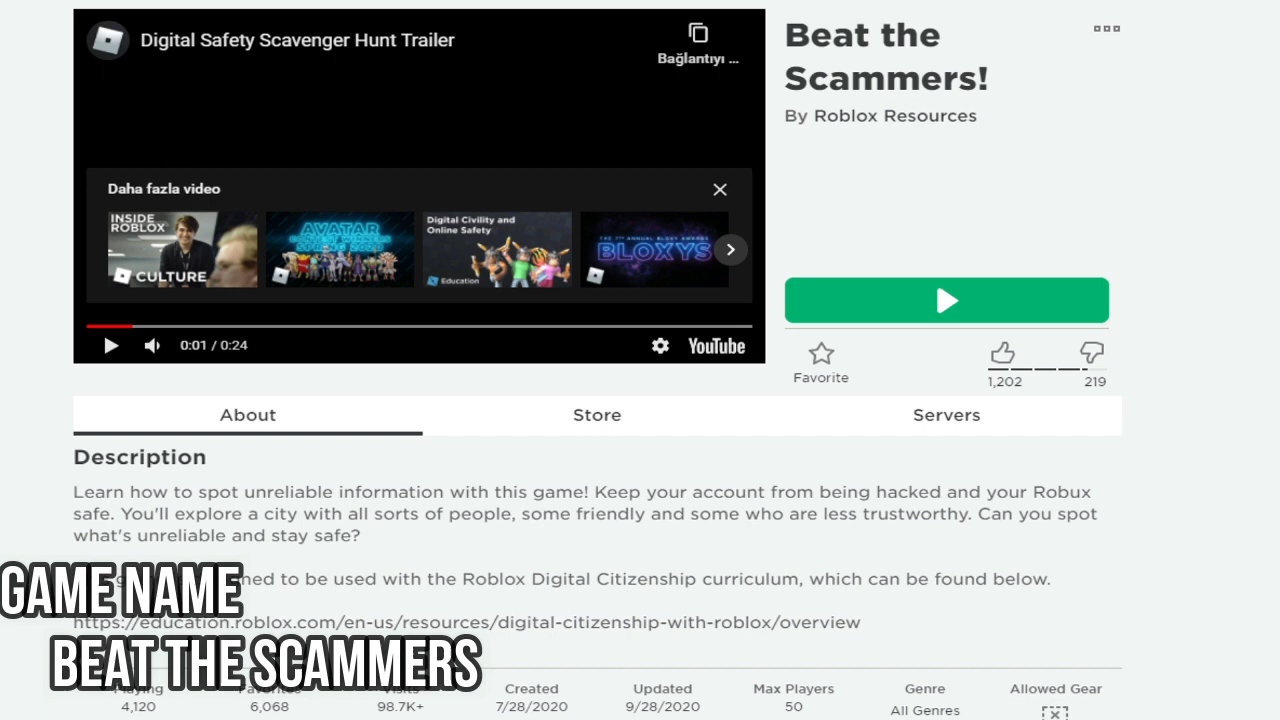 Digital Safety Scavenger Hunt Trailer
Bağlantıyı ...
Daha fazla video
INSIDE
ROBLOX
CULTURE
AVATAR
Digital Civility and
Online Safety
Education
BLOXYS
0:01 / 0:24
YouTube
Beat the
Scammers!
By Roblox Resources
Favorite
1,202
219
About
Store
Servers
Description
Learn how to spot unreliable information with this game! Keep your account from being hacked and your Robux
safe. You'll explore a city with all sorts of people, some friendly and some who are less trustworthy. Can you spot
what's unreliable and stay safe?
to be used with the Roblox Digital Citizenship curriculum, which can be found below.
GAME NAME
https://education.roblox.com/en-us/resources/digital-citizenship-with-roblox/overview
BEAT THE SCAMMERS
Playing
Favorites
Visits
Created
Updated
Max Players
Genre
Allowed Gear
4,120
6,068
98.7K+
7/28/2020
9/28/2020
50
All Genres